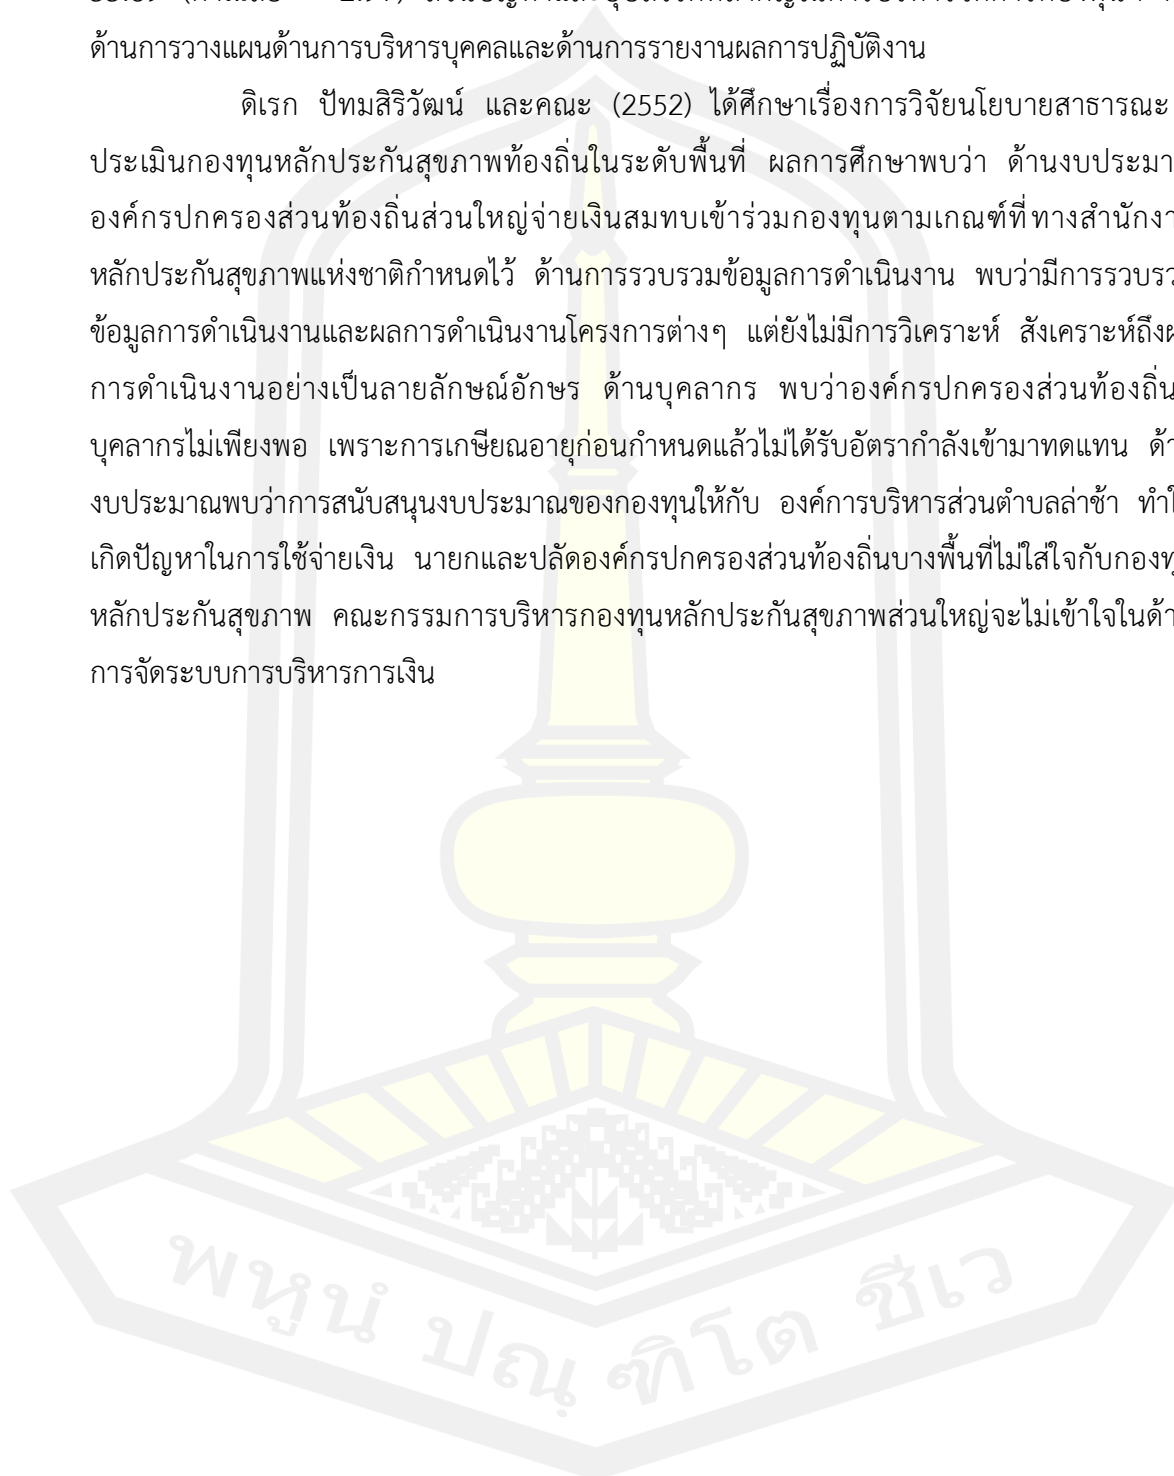 ด้านการวางแผนด้านการบริหารบุคคลและด้านการรายงานผลการปฏิบัติงาน
ดิเรก ปัทมสิริวัฒน์ และคณะ (2552) ได้ศึกษาเรื่องการวิจัยนโยบายสาธารณะ
ประเมินกองทุนหลักประกันสุขภาพท้องถิ่นในระดับพื้นที่ ผลการศึกษาพบว่า ด้านงบประมา
องค์กรปกครองส่วนท้องถิ่นส่วนใหญ่จ่ายเงินสมทบเข้าร่วมกองทุนตามเกณฑ์ที่ทางสำนักงา
หลักประกันสุขภาพแห่งชาติกำหนดไว้ ด้านการรวบรวมข้อมูลการดำเนินงาน พบว่ามีการรวบรว
ข้อมูลการดำเนินงานและผลการดำเนินงานโครงการต่างๆ แต่ยังไม่มีการวิเคราะห์ สังเคราะห์ถึงผ
การดำเนินงานอย่างเป็นลายลักษณ์อักษร ด้านบุคลากร พบว่าองค์กรปกครองส่วนท้องถิ่น
บุคลากรไม่เพียงพอ เพราะการเกษียณอายุก่อนกำหนดแล้วไม่ได้รับอัตรากำลังเข้ามาทดแทน ด้า
งบประมาณพบว่าการสนับสนุนงบประมาณของกองทุนให้กับ องค์การบริหารส่วนตำบลล่าช้า ทำใ
เกิดปัญหาในการใช้จ่ายเงิน นายกและปลัดองค์กรปกครองส่วนท้องถิ่นบางพื้นที่ไม่ใส่ใจกับกองทุ
หลักประกันสุขภาพ คณะกรรมการบริหารกองทุนหลักประกันสุขภาพส่วนใหญ่จะไม่เข้าใจในด้า
การจัดระบบการบริหารการเงิน
พหูนํ ปณฺ ฑิโต ชีเว